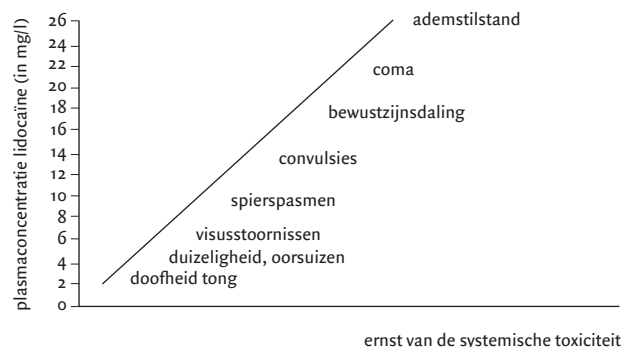 plasmaconcentratie lidocaïne (in mg/l)
26
24
22
20
18
16
14
12
10
8
6
4
2
0
ademstilstand
coma
bewustzijnsdaling
convulsies
spierspasmen
visusstoornissen
duizeligheid, oorsuizen
doofheid tong
ernst van de systemische toxiciteit